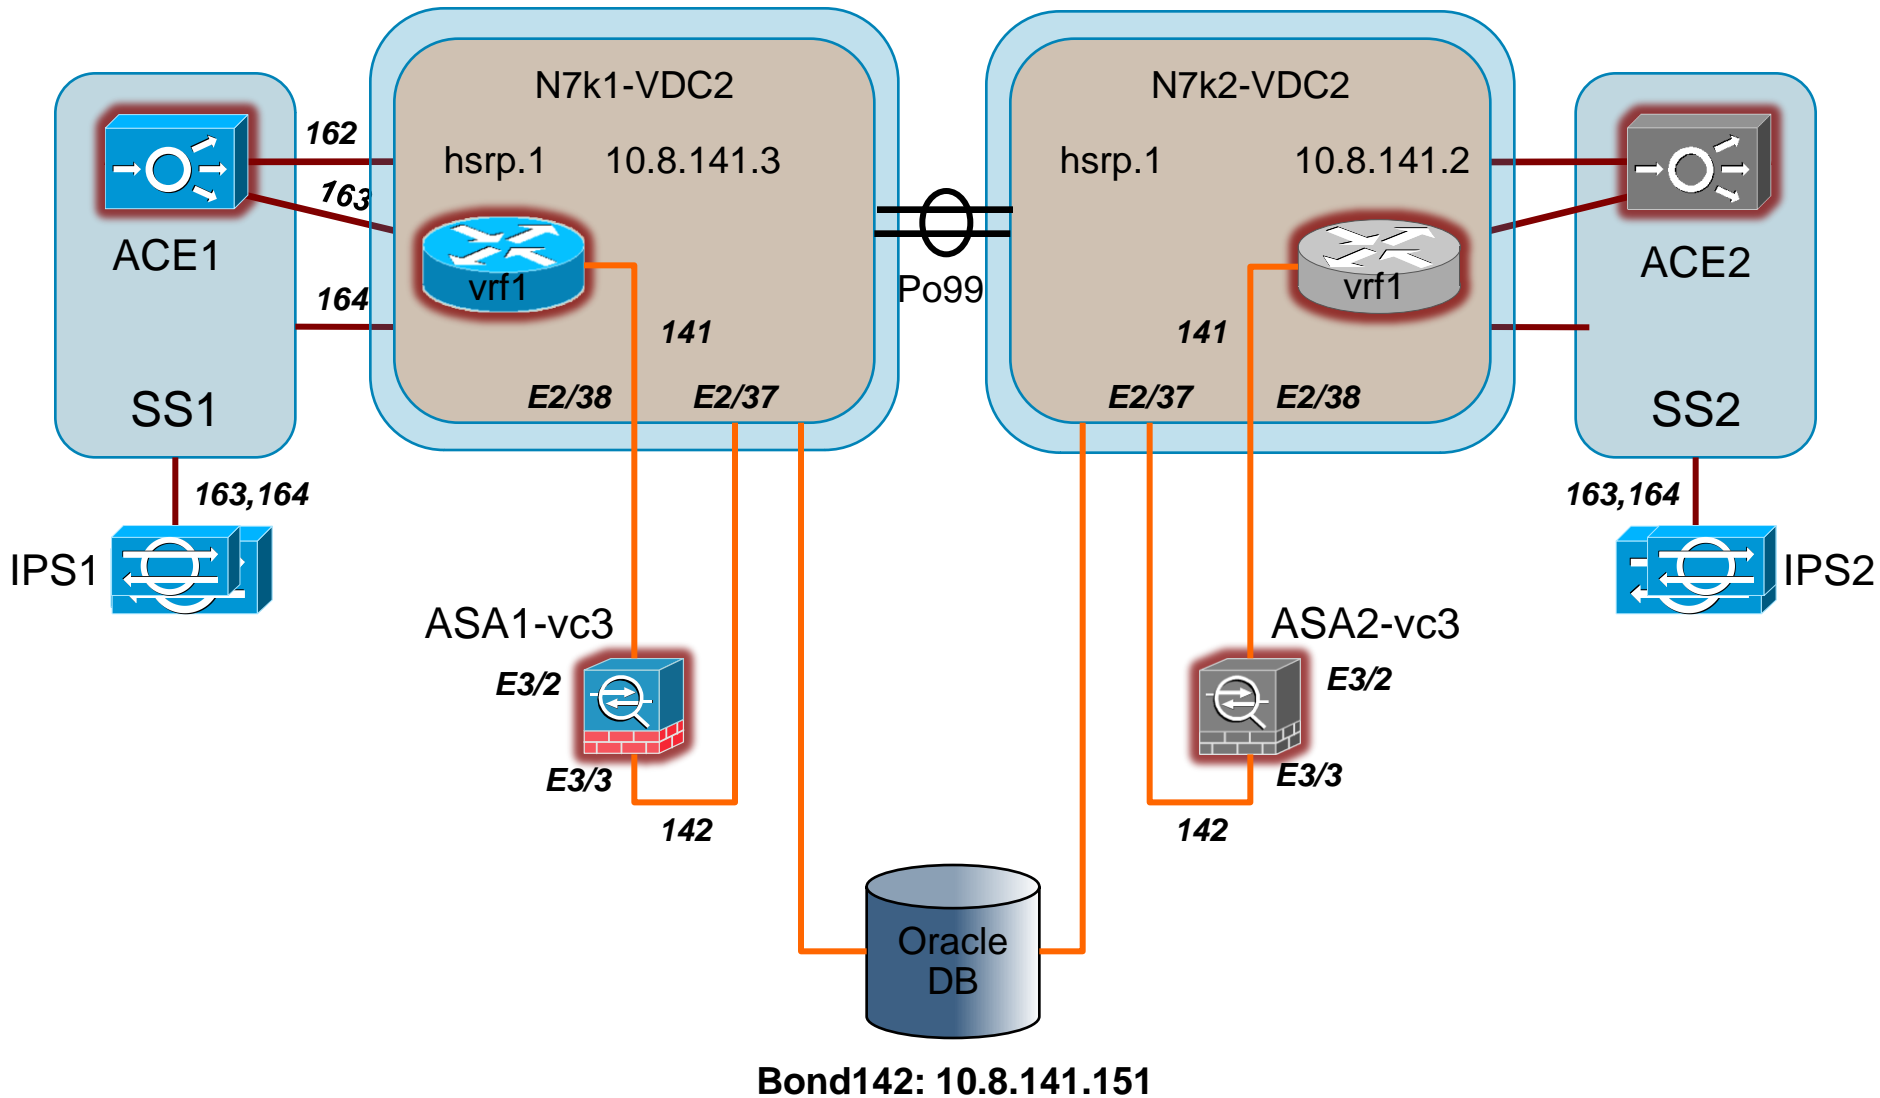 N7k1-VDC2
N7k2-VDC2
162
hsrp.1 10.8.141.3
hsrp.1 10.8.141.2
163
ACE1
ACE2
vrf1
Po99
vrf1
164
141
141
SS1
E2/38 E2/37
E2/37 E2/38
SS2
163,164
163,164
IPS1
IPS2
ASA1-vc3
ASA2-vc3
E3/2
E3/2
E3/3
E3/3
142
142
Oracle
DB
Bond142: 10.8.141.151